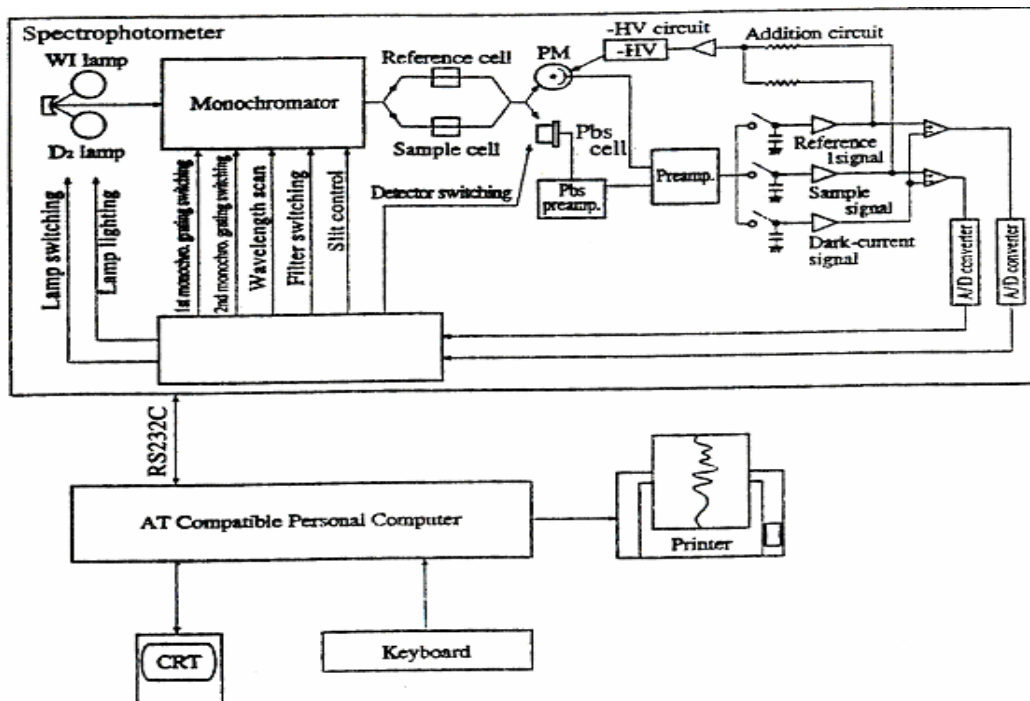 Spectrophotometer
WI lamp
D2 lamp
Monochromator
Reference cell
Sample cell
PM
-HV circuit
-HV
Addition circuit
Pbs
cell
Pbs
preamp.
Preamp.
Detector switching
Reference
1signal
Sample
signal
Dark-current
signal
A/D converter
A/D converter
Lamp switching
Lamp lighting
1st monochro, grating switching
2nd monochro, grating switching
Wavelength scan
Filter switching
Slit control
RS232C
AT Compatible Personal Computer
Printer
CRT
Keyboard